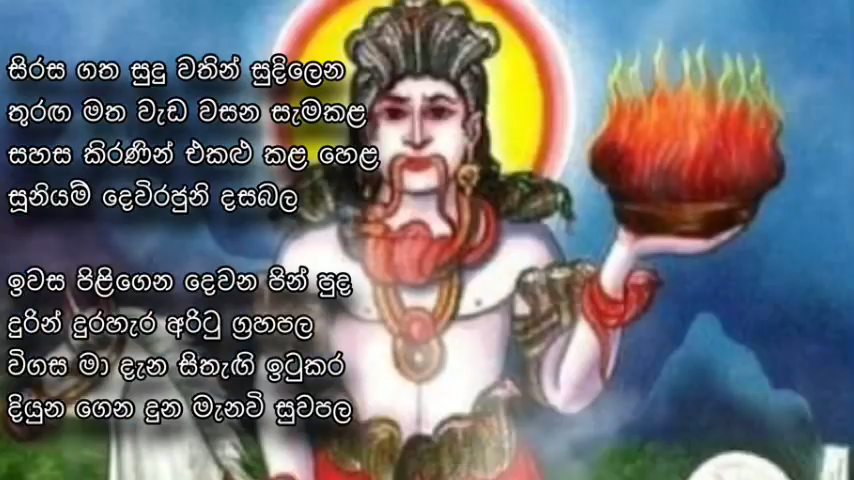 සිරස ගත සුදු වතින් සුදිලෙන
තුරඟ මත වැඩ වසන සැමකළ
සහස කිරණින් එකළු කළ හෙළ
සූනියම් දෙවිරජුනි දසබල
ඉවස පිළිගෙන දෙවන පින් පුද
දුරින් දුරහැර අරිටු ග්‍රහපල
විගස මා දැන සිතැඟි ඉටුකර
දියුන ගෙන දුන මැනවි සුවපල